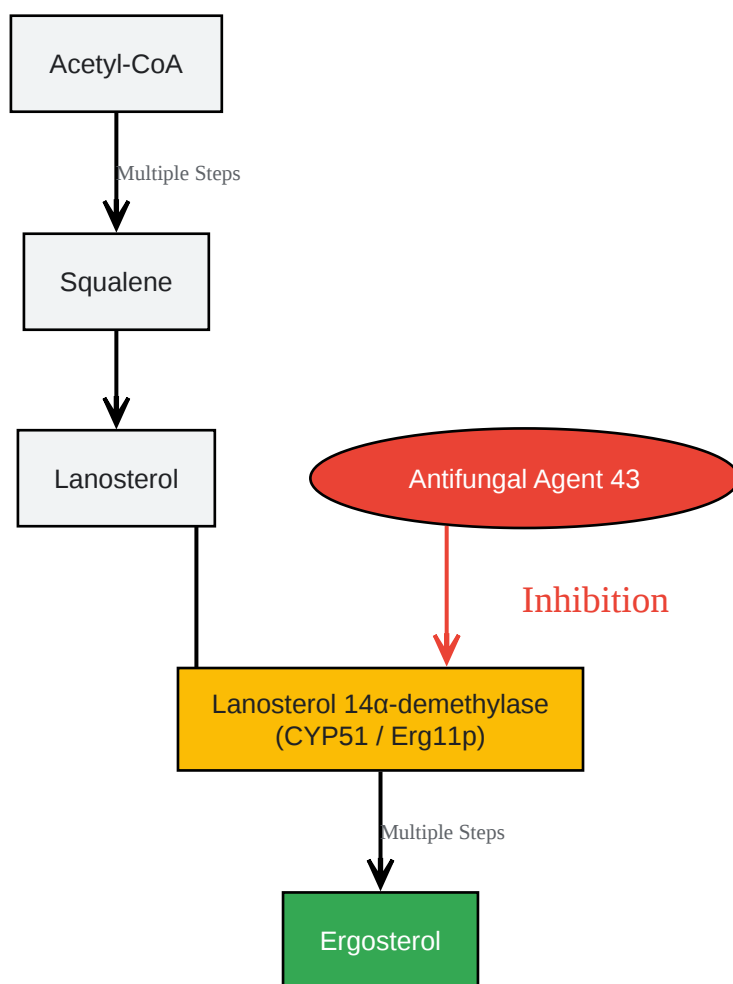 Acetyl-CoA
Multiple Steps
Squalene
Lanosterol
Antifungal Agent 43
Inhibition
Lanosterol 14α-demethylase
(CYP51 / Erg11p)
Multiple Steps
Ergosterol